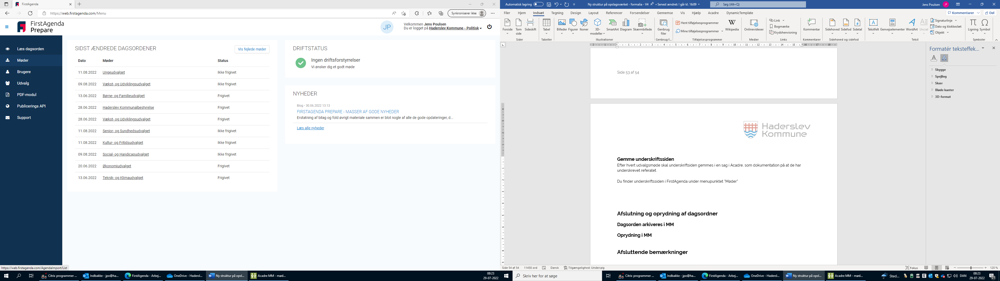 FirstAgenda
https://web.firstagenda.com/Menu
Synkroniserer ikke
FirstAgenda
Prepare
JP
Velkommen Jens Poulsen
Du er logget på Haderslev Kommune - Politisk
Læs dagsorden
Møder
Brugere
Udvalg
PDF-modul
Publicerings API
Support
SIDST ÆNDREDE DAGSORDENER
Vis fejlede møder
Dato Møder Status
11.08.2022 Ungeudvalget Ikke frigivet
09.08.2022 Vækst- og Udviklingsudvalget Ikke frigivet
13.06.2022 Børne- og Familieudvalget Frigivet
28.06.2022 Haderslev Kommunalbestyrelse Frigivet
28.06.2022 Vækst- og Udviklingsudvalget Frigivet
11.08.2022 Senior- og Sundhedsudvalget Ikke frigivet
11.08.2022 Kultur- og Fritidsudvalget Ikke frigivet
09.08.2022 Social- og Handicapudvalget Ikke frigivet
20.06.2022 Økonomiudvalget Frigivet
13.06.2022 Teknik- og Klimaudvalget Frigivet
DRIFTSTATUS
Ingen driftsforstyrrelser
Vi ønsker dig et godt møde
NYHEDER
Blog - 30.06.2022 13:13
FIRSTAGENDA PREPARE - MASSER AF GODE NYHEDER
Erstatning af bilag og fold øvrigt materiale sammen er blot nogle af alle de gode opdateringer, d...
Læs alle nyheder
https://web.firstagenda.com/AgendaImport/List
Citrix programmer ...
Indbakke - jpo@ha...
FirstAgenda - Arbej...
OneDrive - Hadersl...
Ny struktur på opsl...
Acadre MM - mød...
08:23
29-07-2022
Automatisk lagring
Ny struktur på opslagsværket - formalia - V4 • Senest ændret: I går kl. 16:09
Søg (Alt+Q)
Jens Poulsen
JP
Filer Hjem Indsæt Tegning Design Layout Referencer Forsendelser Gennemse Vis Hjælp Acadre DynamicTemplate
Kommentarer
Del
Forside
Tom side
Sideskift
Sider
Tabel
Tabeller
Billeder
Figurer
Ikoner
3D-modeller
SmartArt
Diagram
Skærmbillede
Illustrationer
Genbrug filer
Genbrug f...
Hent tilføjelsesprogrammer
Mine tilføjelsesprogrammer
Wikipedia
Tilføjelsesprogrammer
Onlinevideoer
Medier
Link
Bogmærke
Krydshenvisning
Links
Kommentar
Kommentarer
Sidehoved
Sidefod
Sidetal
Sidehoved og sidefod
Tekstfelt
Genvejselementer
WordArt
Uncial
Signaturlinje
Dato og klokkeslæt
Objekt
Tekst
Ligning
Symbol
Symboler
Side 53 af 54
Haderslev
Kommune
Gemme underskriftssiden
Efter hvert udvalgsmøde skal underskriftsiden gemmes i en sag i Acadre, som dokumentation på at de har
underskrevet referatet.
Du finder underskriftssiden i FirstAgenda under menupunktet "Møder"
Afslutning og oprydning af dagsordner
Dagsorden arkiveres i MM
Oprydning i MM
Afsluttende bemærkninger
Formatér teksteffek...
Skygge
Spejling
Skær
Bløde kanter
3D-format
Side 54 af 54
11458 ord
Dansk
Tilgængelighed: Undersøg
Fokus
120 %
Skriv her for at søge
Citrix programmer ...
Indbakke - jpo@ha...
FirstAgenda - Arbej...
OneDrive - Hadersl...
Ny struktur på opsl...
Acadre MM - mød...
Sted...
DAN
08:23
29-07-2022